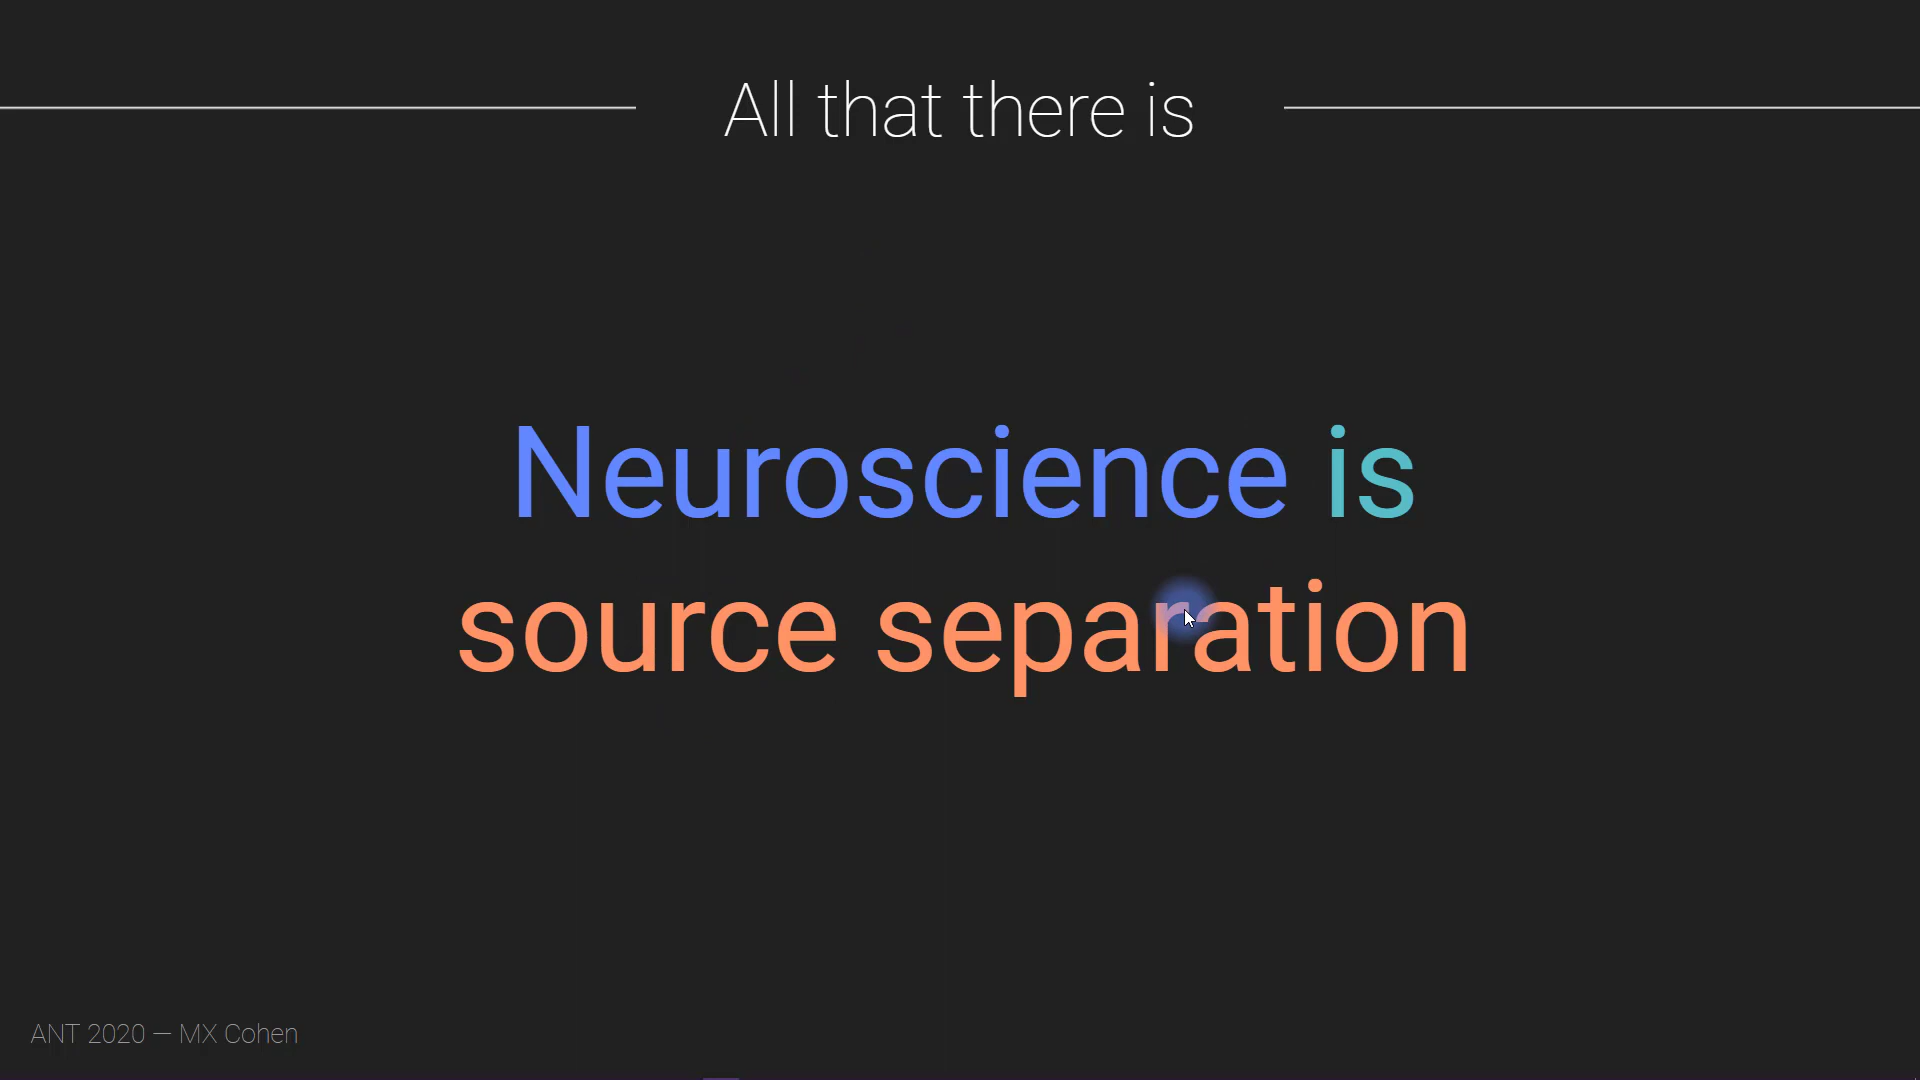 All that there is
Neuroscience is
source separation
ANT 2020 — MX Cohen